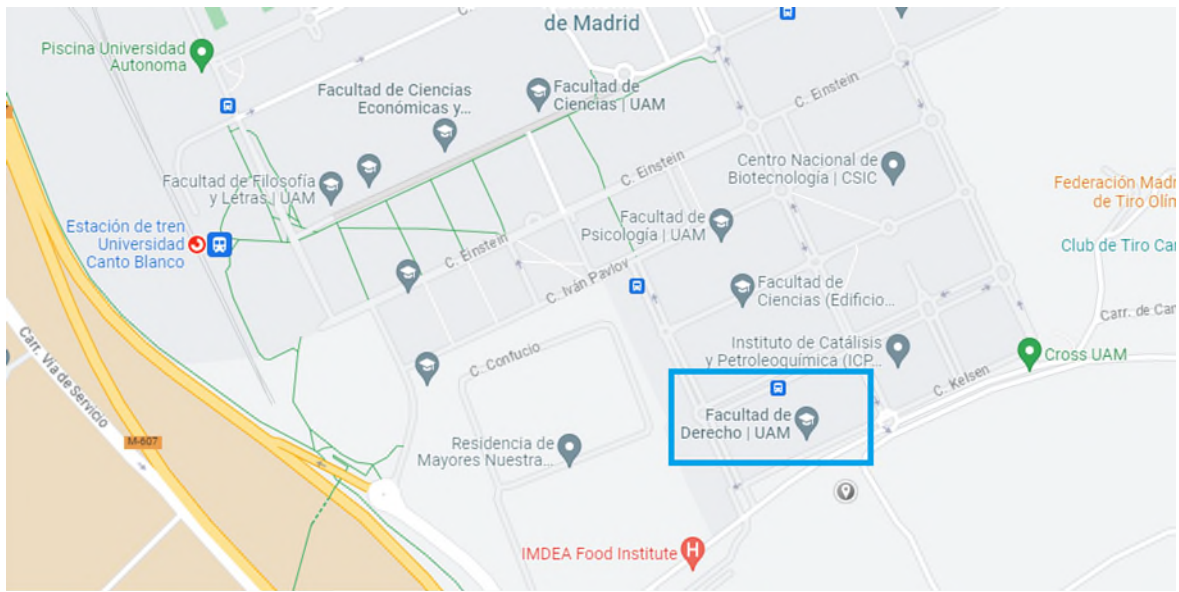 de Madrid
Piscina Universidad
Autonoma
Facultad de Ciencias
Económicas y...
Facultad de
Ciencias | UAM
C. Einstein
C. Einstein
Centro Nacional de
Biotecnología | CSIC
Facultad de Filosofía
y Letras | UAM
Federación Madr
de Tiro Olím
Estación de tren
Universidad
Canto Blanco
Facultad de
Psicología | UAM
Club de Tiro Car
C. Einstein
C. Iván Pavlov
Facultad de
Ciencias (Edificio...
Carr. de Can
Carr. Vía de Servicio
C. Confucio
Instituto de Catálisis
y Petroleoquímica (ICP...
Cross UAM
C. Kelsen
Facultad de
Derecho | UAM
M-607
Residencia de
Mayores Nuestra...
IMDEA Food Institute
H